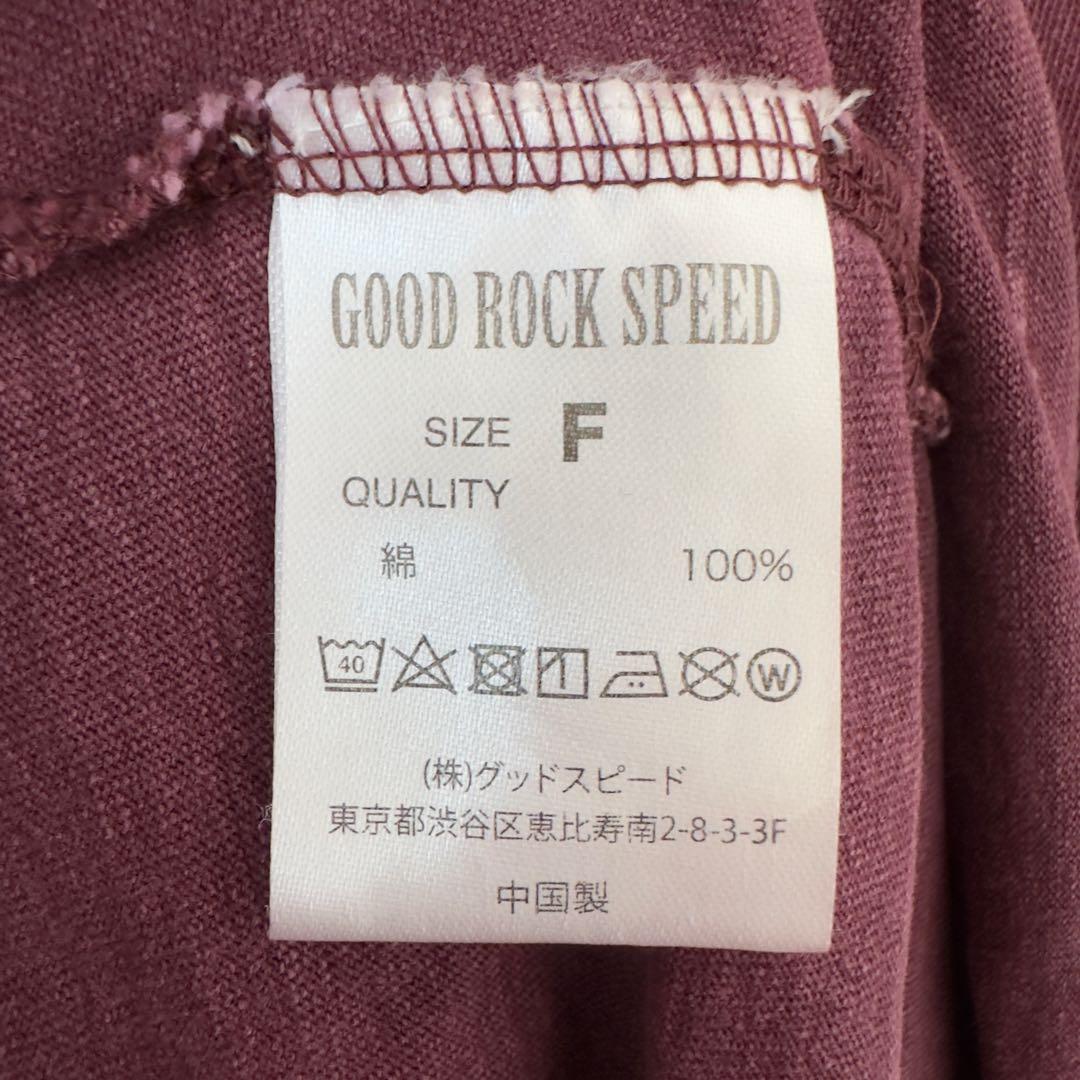 GOOD ROCK SPEED
SIZE F
QUALITY
綿 100%
40 W
(株)グッドスピード
東京都渋谷区恵比寿南2-8-3-3F
中国製